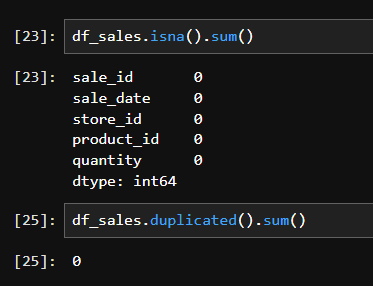 [23]: df_sales.isna().sum()
[23]: sale_id 0
sale_date 0
store_id 0
product_id 0
quantity 0
dtype: int64
[25]: df_sales.duplicated().sum()
[25]: 0